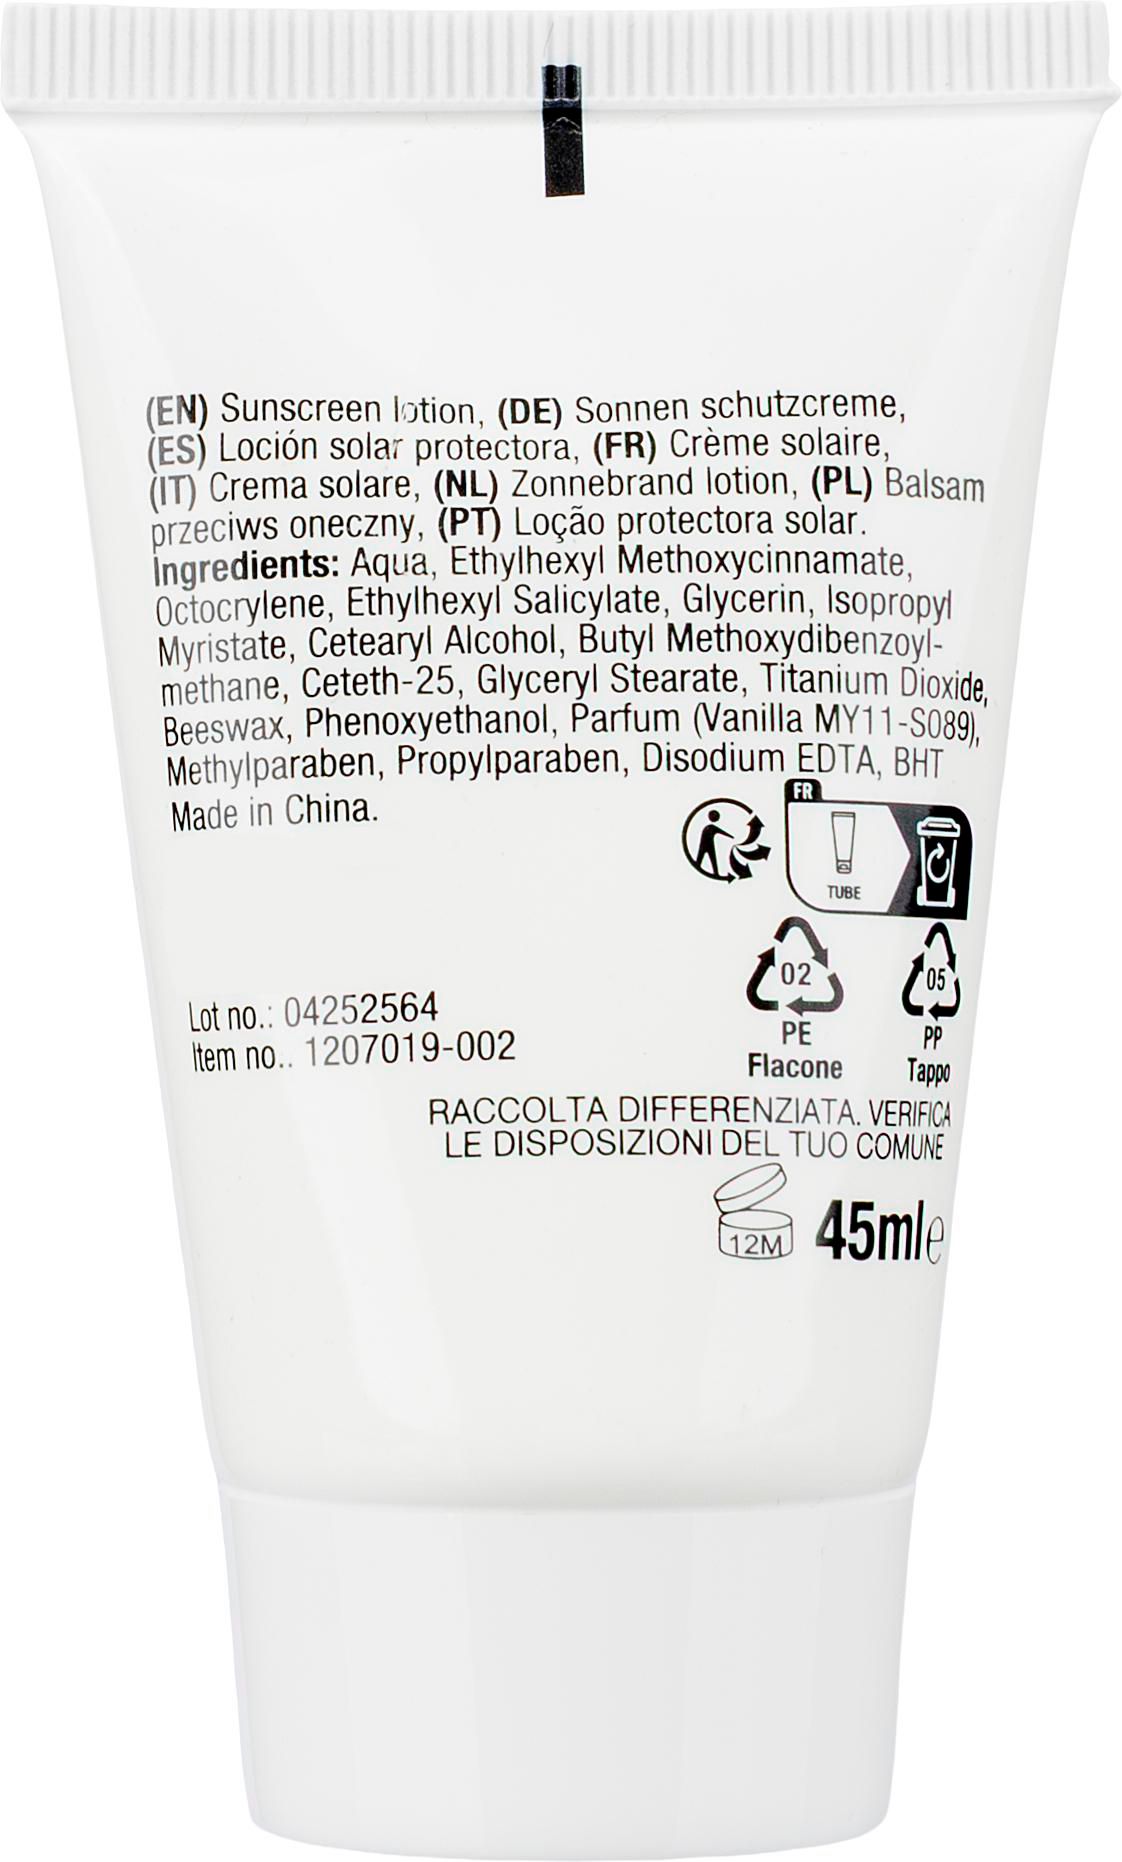 (EN) Sunscreen lotion, (DE) Sonnen schutzcreme,
(ES) Loción solar protectora, (FR) Crème solaire,
(IT) Crema solare, (NL) Zonnebrand lotion, (PL) Balsam
przeciws oneczny, (PT) Loção protectora solar.
Ingredients: Aqua, Ethylhexyl Methoxycinnamate,
Octocrylene, Ethylhexyl Salicylate, Glycerin, Isopropyl
Myristate, Cetearyl Alcohol, Butyl Methoxydibenzoyl-
methane, Ceteth-25, Glyceryl Stearate, Titanium Dioxide,
Beeswax, Phenoxyethanol, Parfum (Vanilla MY11-S089),
Methylparaben, Propylparaben, Disodium EDTA, BHT
Made in China.
FR
TUBE
02
PE
Flacone
05
PP
Tappo
Lot no.: 04252564
Item no.. 1207019-002
RACCOLTA DIFFERENZIATA. VERIFICA
LE DISPOSIZIONI DEL TUO COMUNE
12M
45ml e